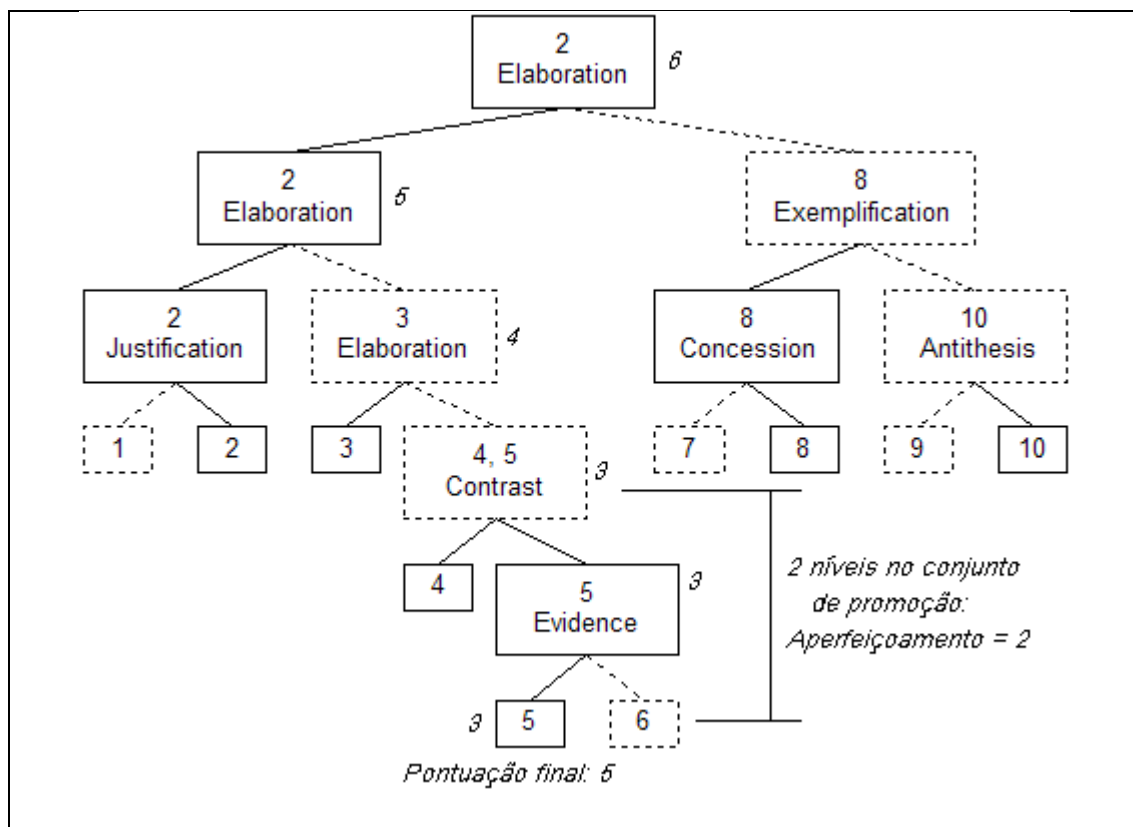 2
Elaboration
6
2
Elaboration
5
8
Exemplification
2
Justification
3
Elaboration
4
8
Concession
10
Antithesis
1
2
3
4, 5
Contrast
3
7
8
9
10
4
5
Evidence
3
2 níveis no conjunto
de promoção:
Aperfeiçoamento = 2
3
5
6
Pontuação final: 5